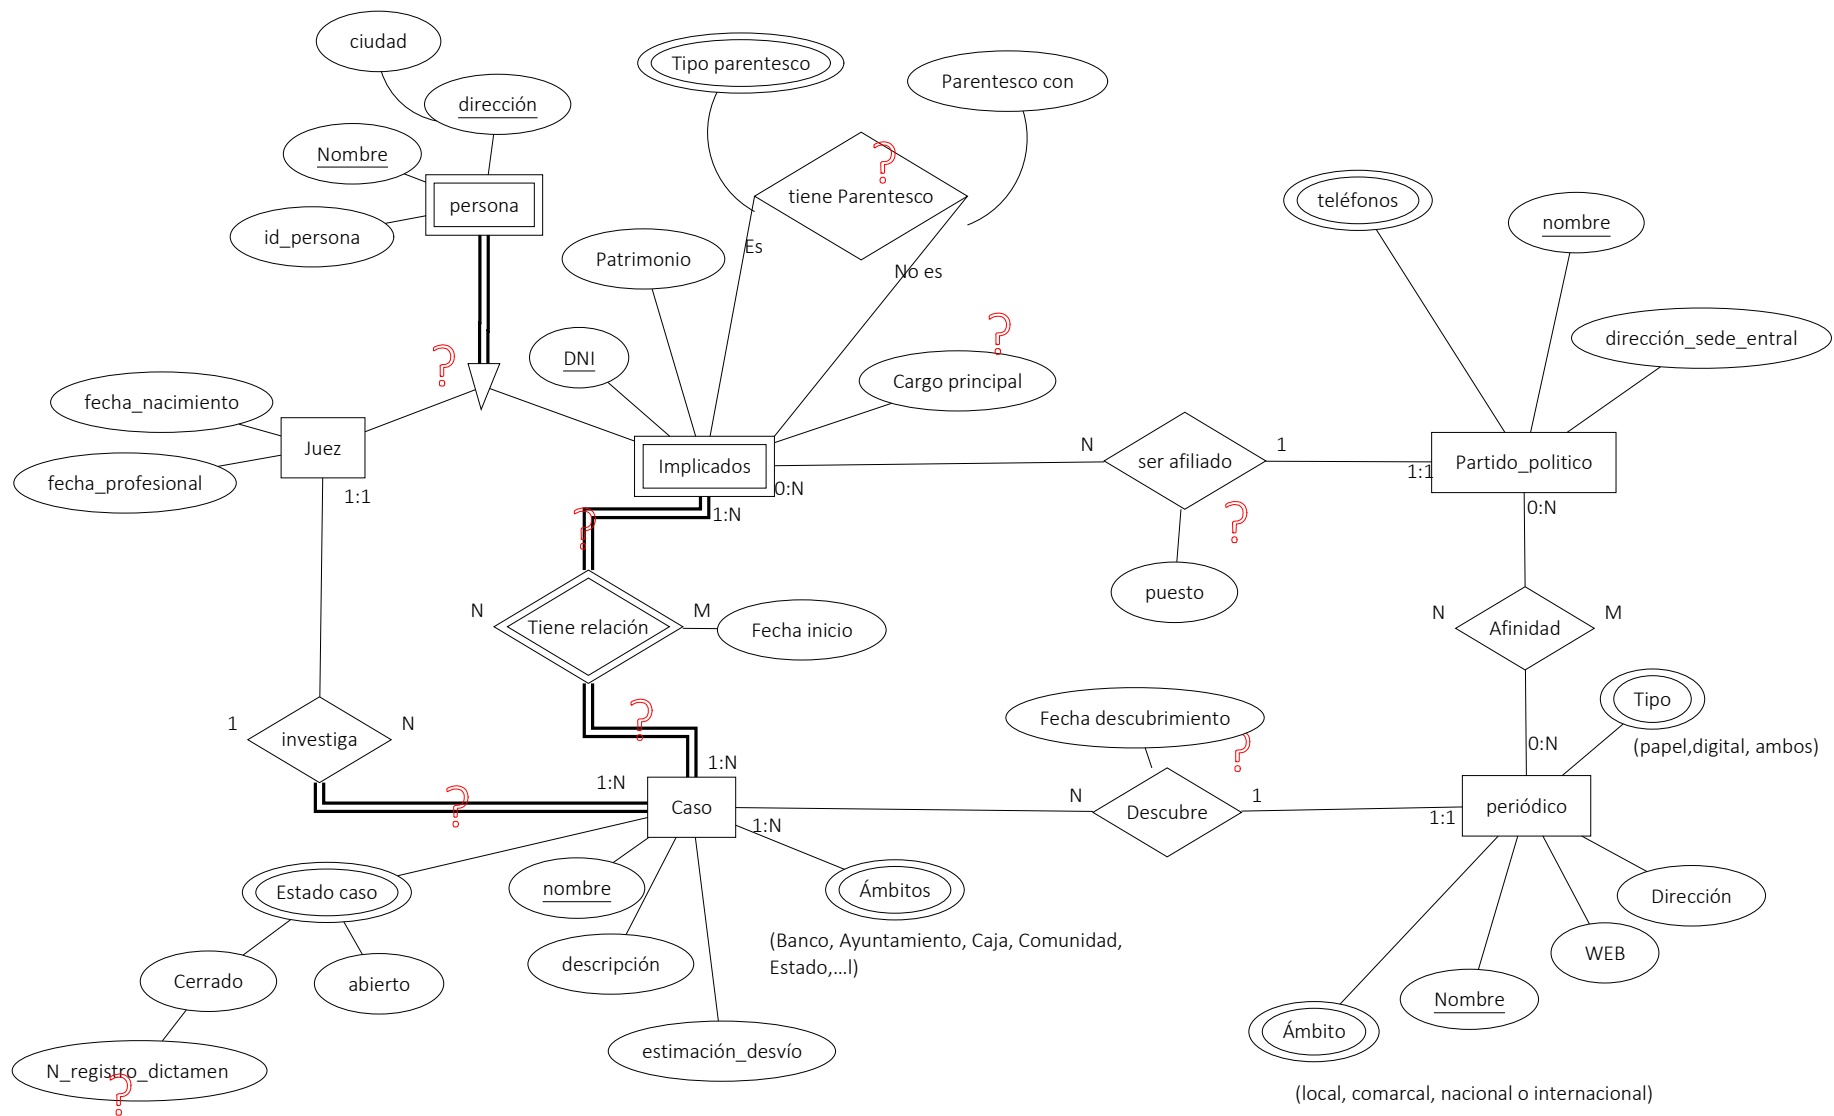 ciudad
Tipo parentesco
Parentesco con
dirección
Nombre
?
tiene Parentesco
persona
teléfonos
nombre
id_persona
Es
Patrimonio
No es
?
dirección_sede_entral
?
DNI
Cargo principal
fecha_nacimiento
Juez
Implicados
N
ser afiliado
1
1:1
Partido_politico
fecha_profesional
1:1
0:N
1:N
0:N
?
?
puesto
N
Tiene relación
M
Fecha inicio
N
Afinidad
M
Tipo
(papel,digital, ambos)
1
investiga
N
?
Fecha descubrimiento
?
0:N
1:N
1:N
?
Caso
N
Descubre
1
1:1
periódico
1:N
Estado caso
nombre
Ámbitos
Dirección
(Banco, Ayuntamiento, Caja, Comunidad,
Estado,...l)
WEB
Cerrado
abierto
descripción
Nombre
Ámbito
estimación_desvío
N_registro_dictamen
?
(local, comarcal, nacional o internacional)